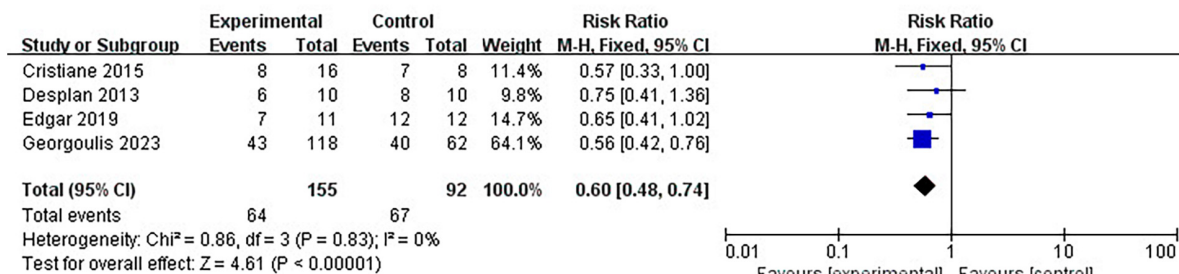 Experimental Control Risk Ratio Risk Ratio
Study or Subgroup Events Total Events Total Weight M-H, Fixed, 95% CI M-H, Fixed, 95% CI
Cristiane 2015 8 16 7 8 11.4% 0.57 [0.33, 1.00]
Desplan 2013 6 10 8 10 9.8% 0.75 [0.41, 1.36]
Edgar 2019 7 11 12 12 14.7% 0.65 [0.41, 1.02]
Georgoulis 2023 43 118 40 62 64.1% 0.56 [0.42, 0.76]
Total (95% CI) 155 92 100.0% 0.60 [0.48, 0.74]
Total events 64 67
Heterogeneity: Chi² = 0.86, df = 3 (P = 0.83); I² = 0%
Test for overall effect: Z = 4.61 (P < 0.00001)
0.01 0.1 1 10 100
Favours [experimental] Favours [control]